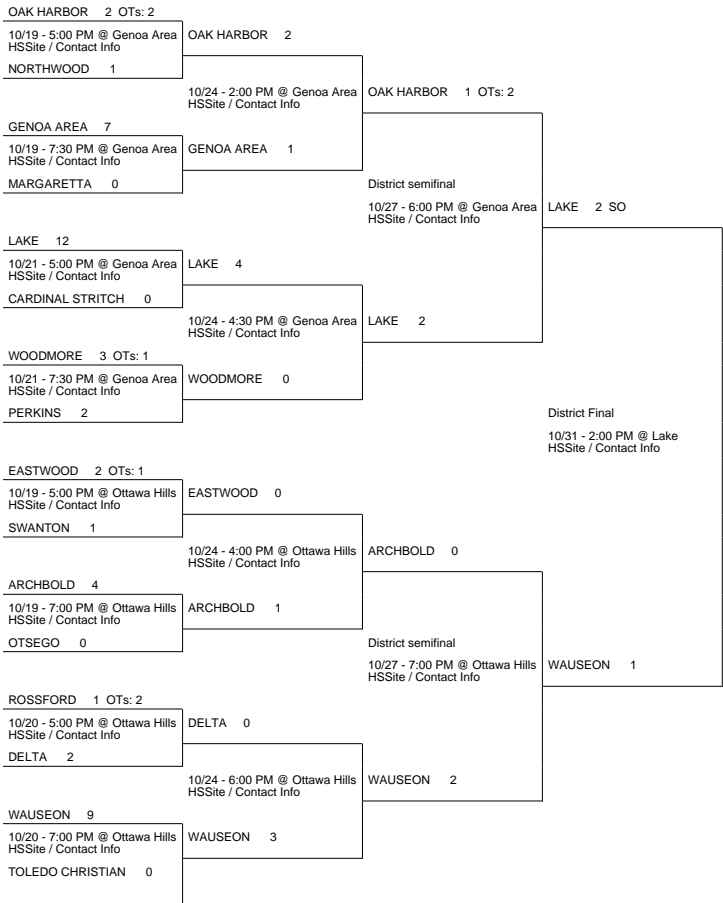 OAK HARBOR 2 OTs: 2
10/19 - 5:00 PM @ Genoa Area
HSSite / Contact Info
OAK HARBOR 2
NORTHWOOD 1
10/24 - 2:00 PM @ Genoa Area
HSSite / Contact Info
OAK HARBOR 1 OTs: 2
GENOA AREA 7
10/19 - 7:30 PM @ Genoa Area
HSSite / Contact Info
GENOA AREA 1
MARGARETTA 0
District semifinal
10/27 - 6:00 PM @ Genoa Area
HSSite / Contact Info
LAKE 2 SO
LAKE 12
10/21 - 5:00 PM @ Genoa Area
HSSite / Contact Info
LAKE 4
CARDINAL STRITCH 0
10/24 - 4:30 PM @ Genoa Area
HSSite / Contact Info
LAKE 2
WOODMORE 3 OTs: 1
10/21 - 7:30 PM @ Genoa Area
HSSite / Contact Info
WOODMORE 0
PERKINS 2
District Final
10/31 - 2:00 PM @ Lake
HSSite / Contact Info
EASTWOOD 2 OTs: 1
10/19 - 5:00 PM @ Ottawa Hills
HSSite / Contact Info
EASTWOOD 0
SWANTON 1
10/24 - 4:00 PM @ Ottawa Hills
HSSite / Contact Info
ARCHBOLD 0
ARCHBOLD 4
10/19 - 7:00 PM @ Ottawa Hills
HSSite / Contact Info
ARCHBOLD 1
OTSEGO 0
District semifinal
10/27 - 7:00 PM @ Ottawa Hills
HSSite / Contact Info
WAUSEON 1
ROSSFORD 1 OTs: 2
10/20 - 5:00 PM @ Ottawa Hills
HSSite / Contact Info
DELTA 0
DELTA 2
10/24 - 6:00 PM @ Ottawa Hills
HSSite / Contact Info
WAUSEON 2
WAUSEON 9
10/20 - 7:00 PM @ Ottawa Hills
HSSite / Contact Info
WAUSEON 3
TOLEDO CHRISTIAN 0